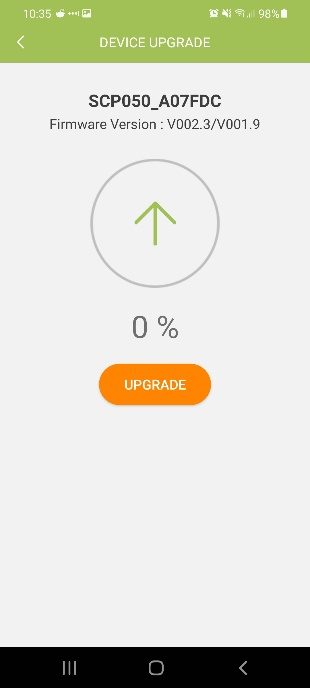 10:35 98%
DEVICE UPGRADE
SCP050_A07FDC
Firmware Version : V002.3/V001.9
0 %
UPGRADE